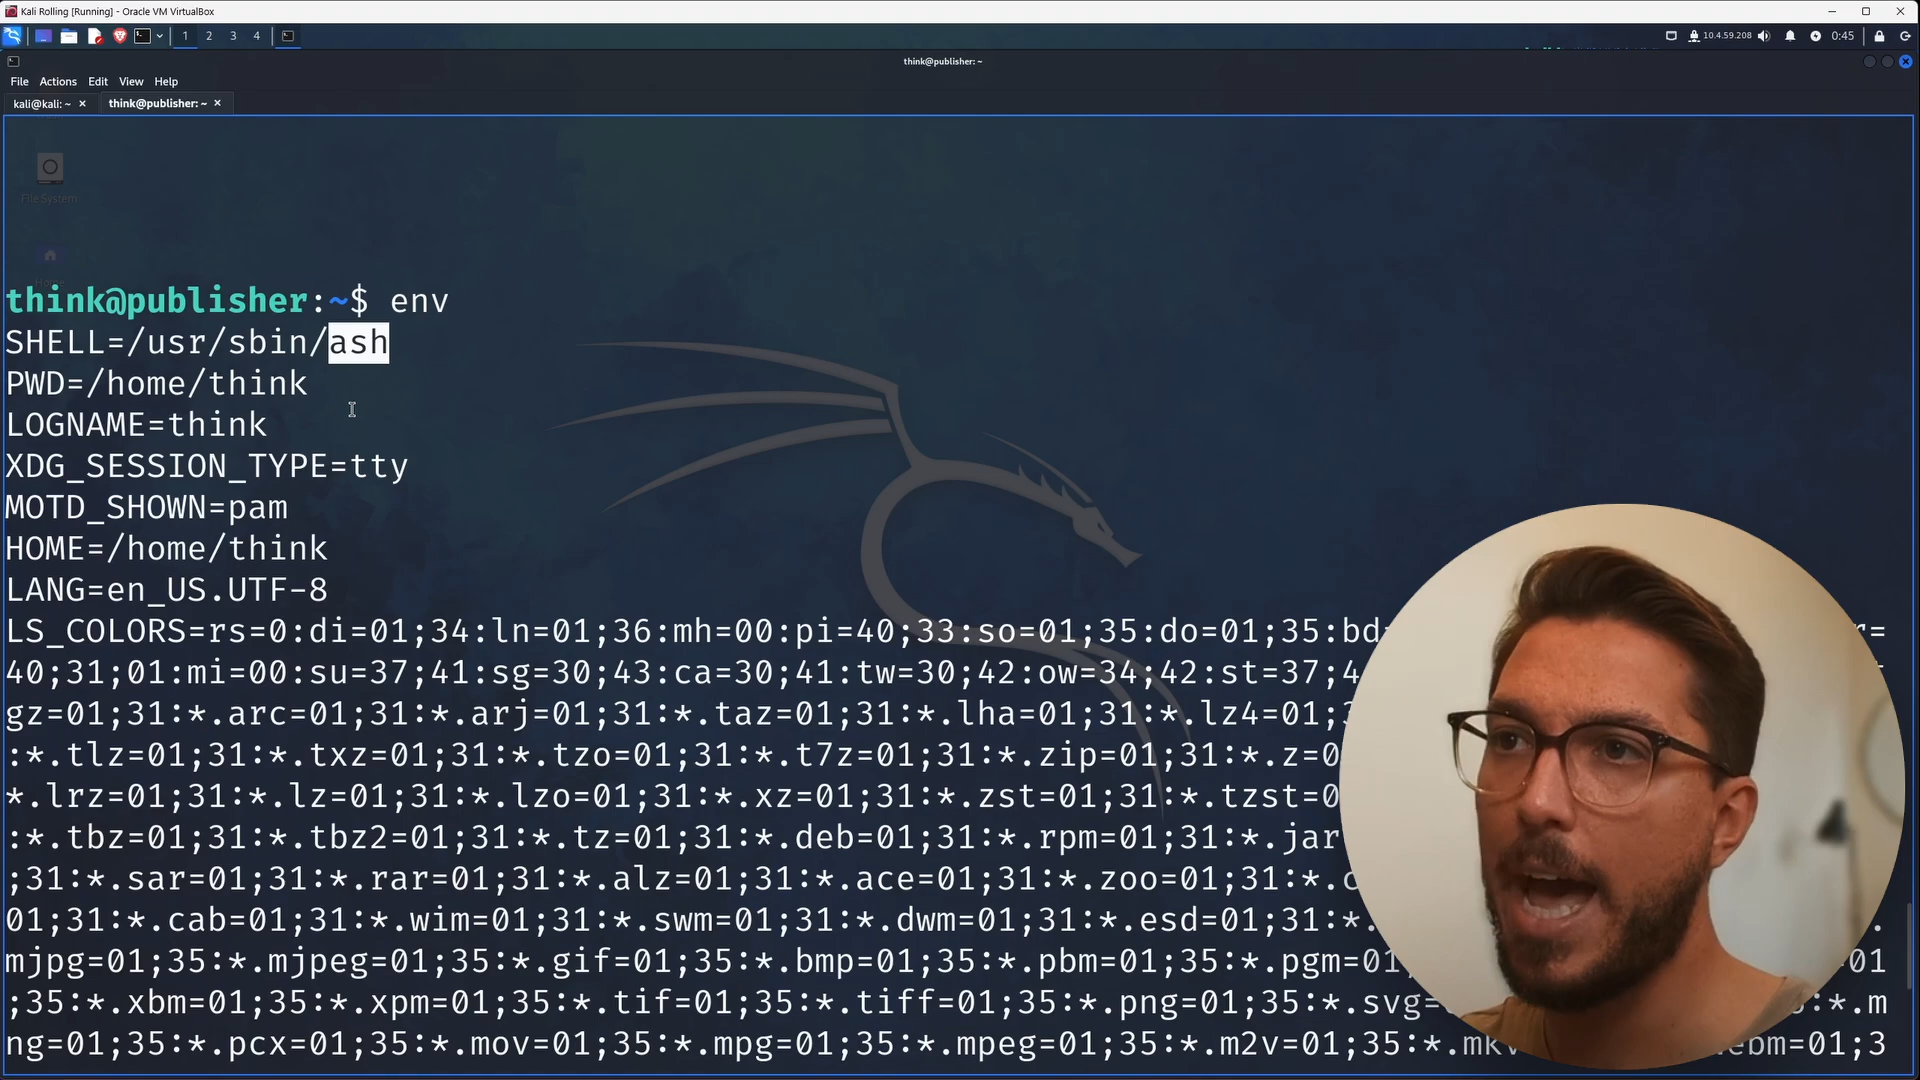 Kali Rolling [Running] - Oracle VM VirtualBox
1 2 3 4
10.4.59.208
0:45
think@publisher: ~
File Actions Edit View Help
kali@kali: ~ think@publisher: ~
File System
think@publisher:~$ env
SHELL=/usr/sbin/ash
PWD=/home/think
LOGNAME=think
XDG_SESSION_TYPE=tty
MOTD_SHOWN=pam
HOME=/home/think
LANG=en_US.UTF-8
LS_COLORS=rs=0:di=01;34:ln=01;36:mh=00:pi=40;33:so=01;35:do=01;35:bd=
40;31;01:mi=00:su=37;41:sg=30;43:ca=30;41:tw=30;42:ow=34;42:st=37;4
gz=01;31:*.arc=01;31:*.arj=01;31:*.taz=01;31:*.lha=01;31:*.lz4=01;
:*.tlz=01;31:*.txz=01;31:*.tzo=01;31:*.t7z=01;31:*.zip=01;31:*.z=0
*.lrz=01;31:*.lz=01;31:*.lzo=01;31:*.xz=01;31:*.zst=01;31:*.tzst=0
:*.tbz=01;31:*.tbz2=01;31:*.tz=01;31:*.deb=01;31:*.rpm=01;31:*.jar
;31:*.sar=01;31:*.rar=01;31:*.alz=01;31:*.ace=01;31:*.zoo=01;31:*.c
01;31:*.cab=01;31:*.wim=01;31:*.swm=01;31:*.dwm=01;31:*.esd=01;31:*.
mjpg=01;35:*.mjpeg=01;35:*.gif=01;35:*.bmp=01;35:*.pbm=01;35:*.pgm=01 01
;35:*.xbm=01;35:*.xpm=01;35:*.tif=01;35:*.tiff=01;35:*.png=01;35:*.svg= :*.m
ng=01;35:*.pcx=01;35:*.mov=01;35:*.mpg=01;35:*.mpeg=01;35:*.m2v=01;35:*.mkv ebm=01;3